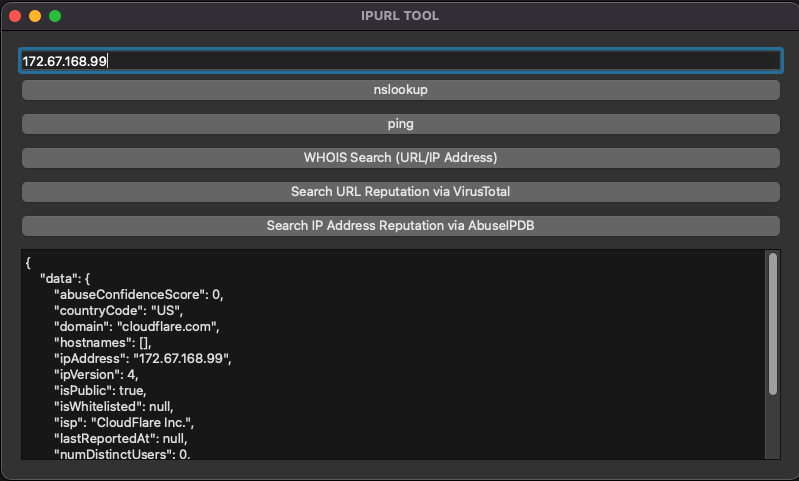 IPURL TOOL
172.67.168.99
nslookup
ping
WHOIS Search (URL/IP Address)
Search URL Reputation via VirusTotal
Search IP Address Reputation via AbuseIPDB
{
"data": {
"abuseConfidenceScore": 0,
"countryCode": "US",
"domain": "cloudflare.com",
"hostnames": [],
"ipAddress": "172.67.168.99",
"ipVersion": 4,
"isPublic": true,
"isWhitelisted": null,
"isp": "CloudFlare Inc.",
"lastReportedAt": null,
"numDistinctUsers": 0,